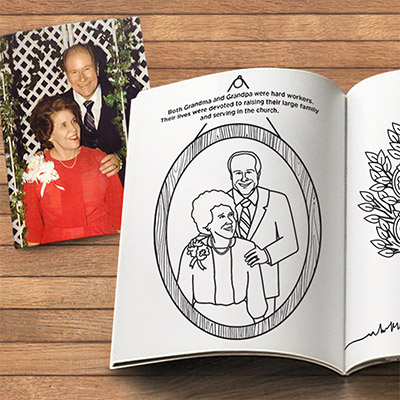 Both Grandma and Grandpa were hard workers.
Their lives were devoted to raising their large family
and serving in the church.